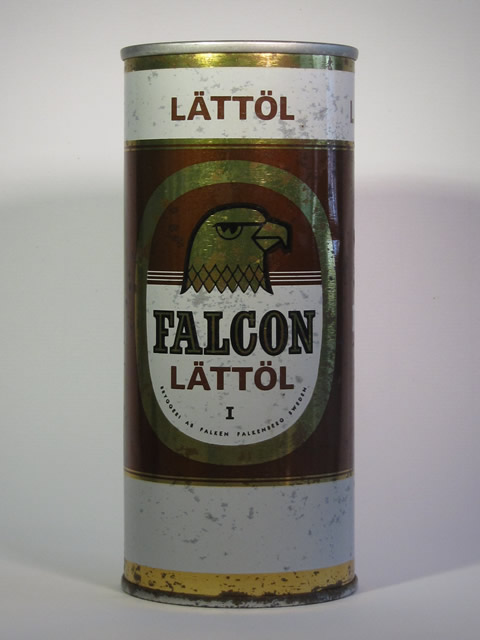 LÄTTÖL
L
FALCON
LÄTTÖL
I
BRYGGERI AB FALKEN FALKENBERG SWEDEN